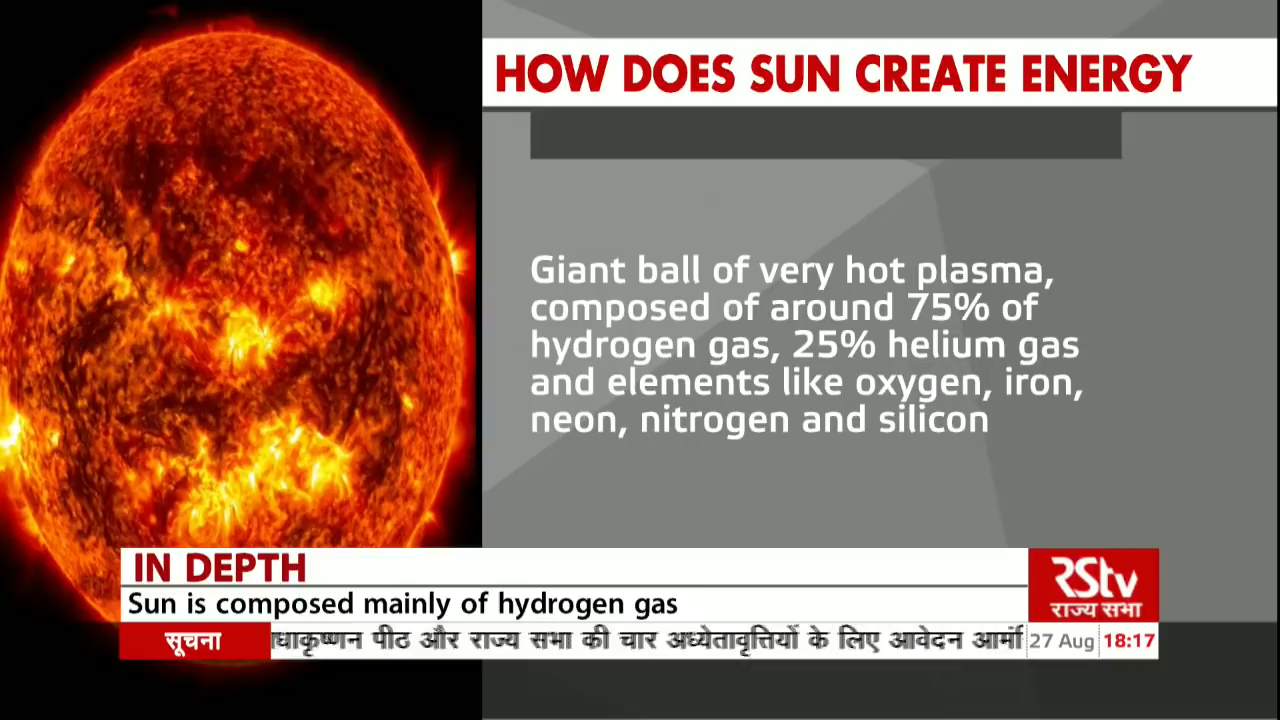 HOW DOES SUN CREATE ENERGY
Giant ball of very hot plasma,
composed of around 75% of
hydrogen gas, 25% helium gas
and elements like oxygen, iron,
neon, nitrogen and silicon
IN DEPTH
Sun is composed mainly of hydrogen gas
RStv
राज्य सभा
सूचना
धाकृष्णन पीठ और राज्य सभा की चार अध्येतावृत्तियों के लिए आवेदन आमं
27 Aug 18:17